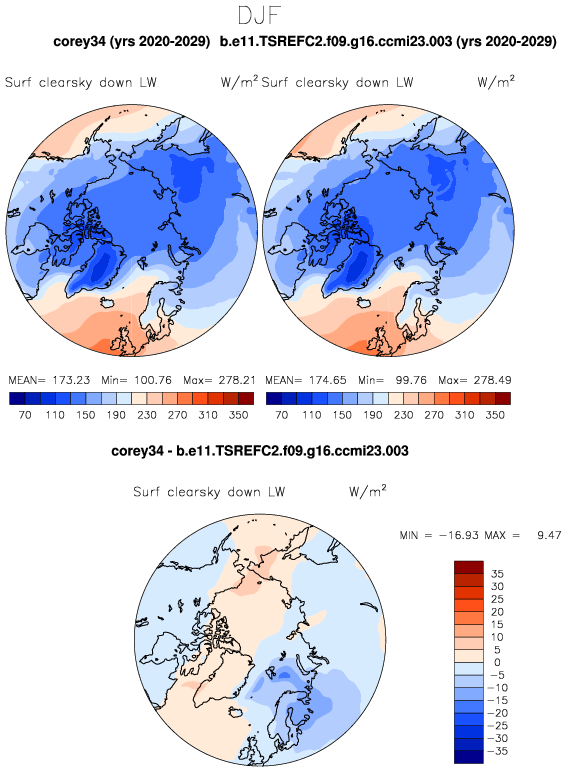 DJF
corey34 (yrs 2020-2029) b.e11.TSREFC2.f09.g16.ccmi23.003 (yrs 2020-2029)
Surf clearsky down LW W/m² Surf clearsky down LW W/m²
MEAN= 173.23 Min= 100.76 Max= 278.21 MEAN= 174.65 Min= 99.76 Max= 278.49
70 110 150 190 230 270 310 350 70 110 150 190 230 270 310 350
corey34 - b.e11.TSREFC2.f09.g16.ccmi23.003
Surf clearsky down LW W/m²
MIN = -16.93 MAX = 9.47
35
30
25
20
15
10
5
0
-5
-10
-15
-20
-25
-30
-35